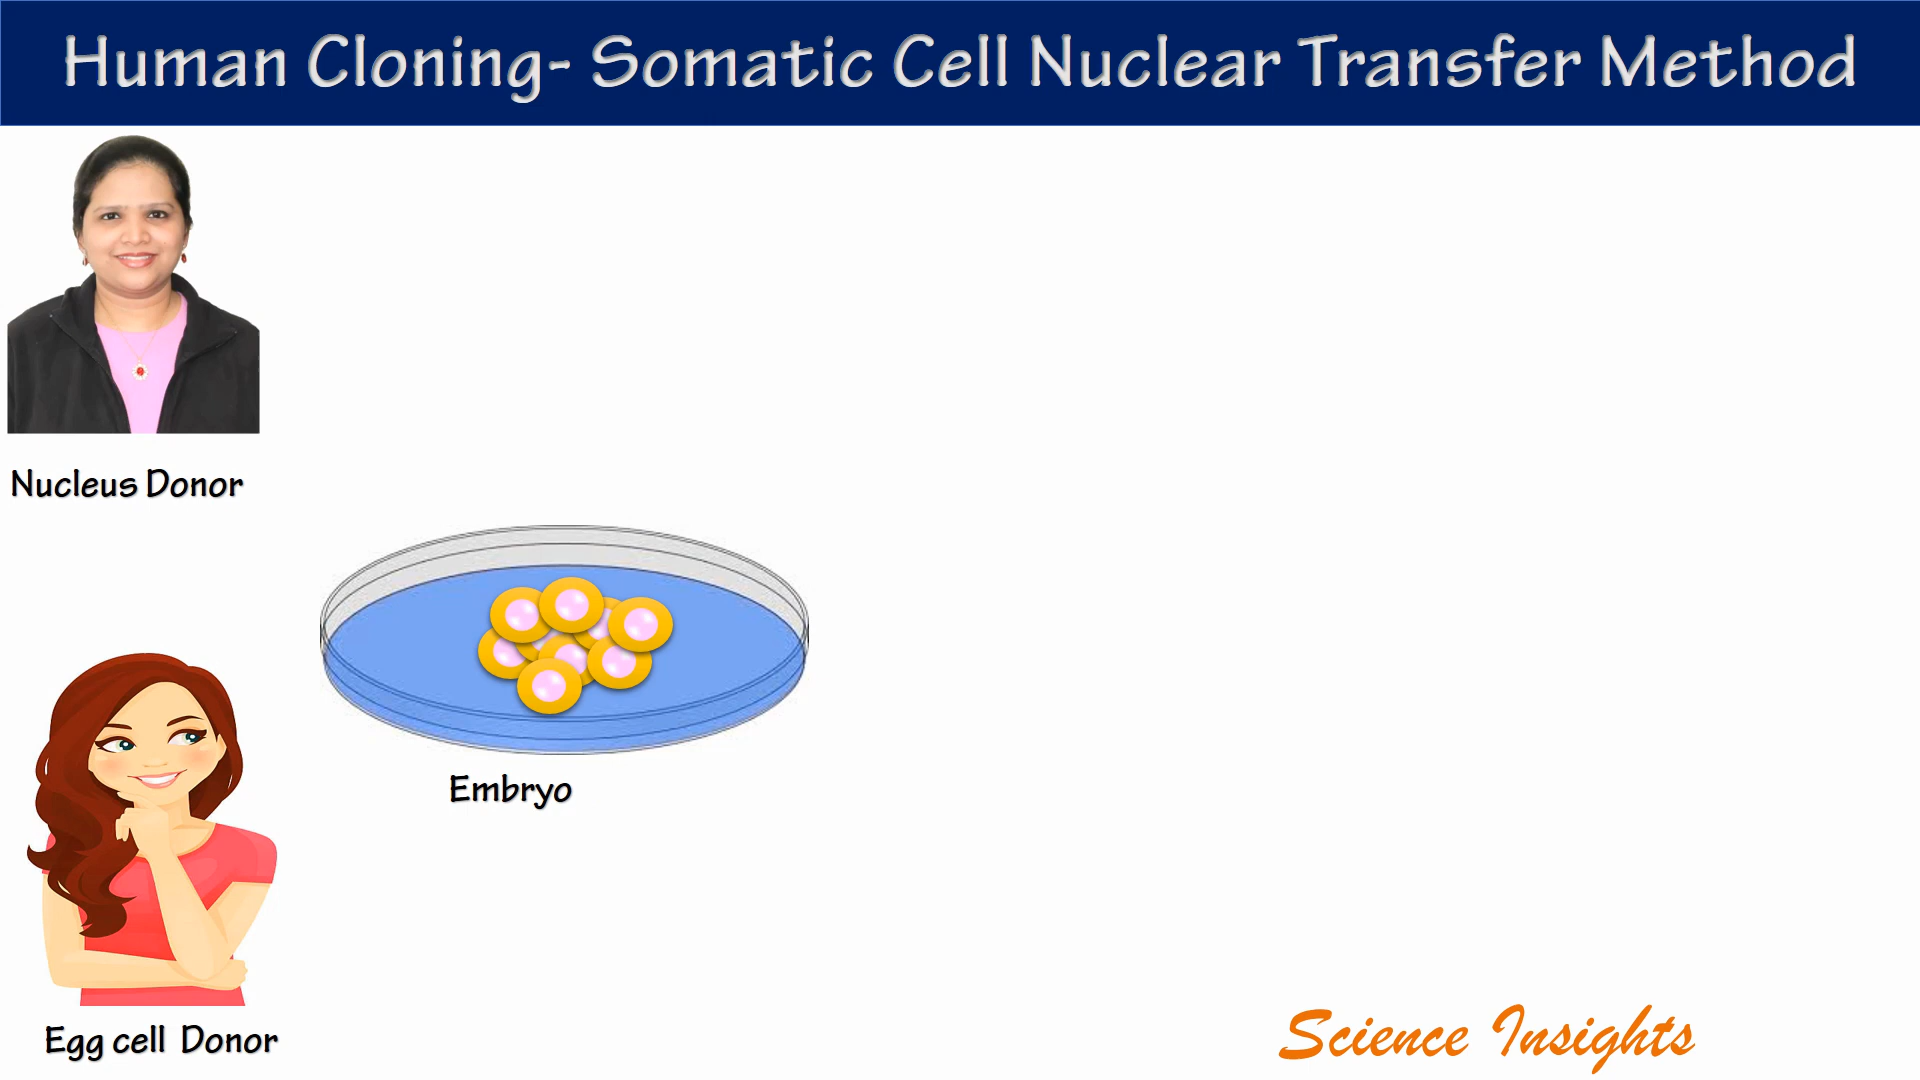 Human Cloning- Somatic Cell Nuclear Transfer Method
Nucleus Donor
Embryo
Egg cell Donor
Science Insights